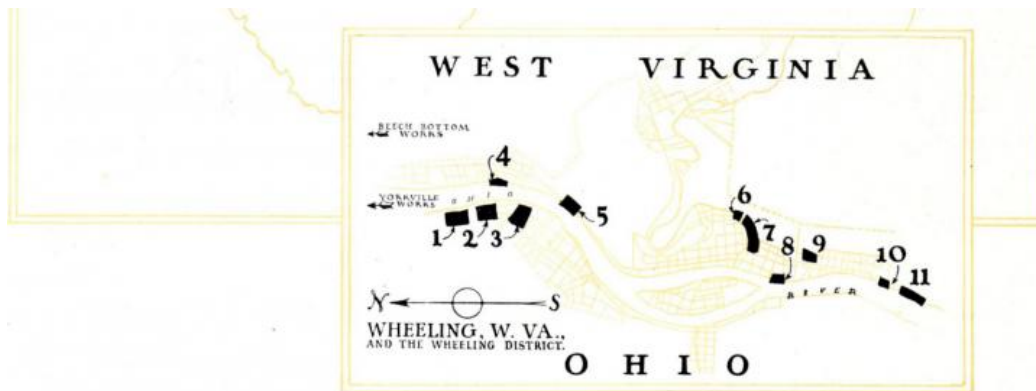 WEST VIRGINIA
BEECH BOTTOM
WORKS
4
YORKVILLE
WORKS
OHIO
1 2 3
5
6
7
8
9
10
11
RIVER
N S
WHEELING, W. VA.,
AND THE WHEELING DISTRICT.
OHIO